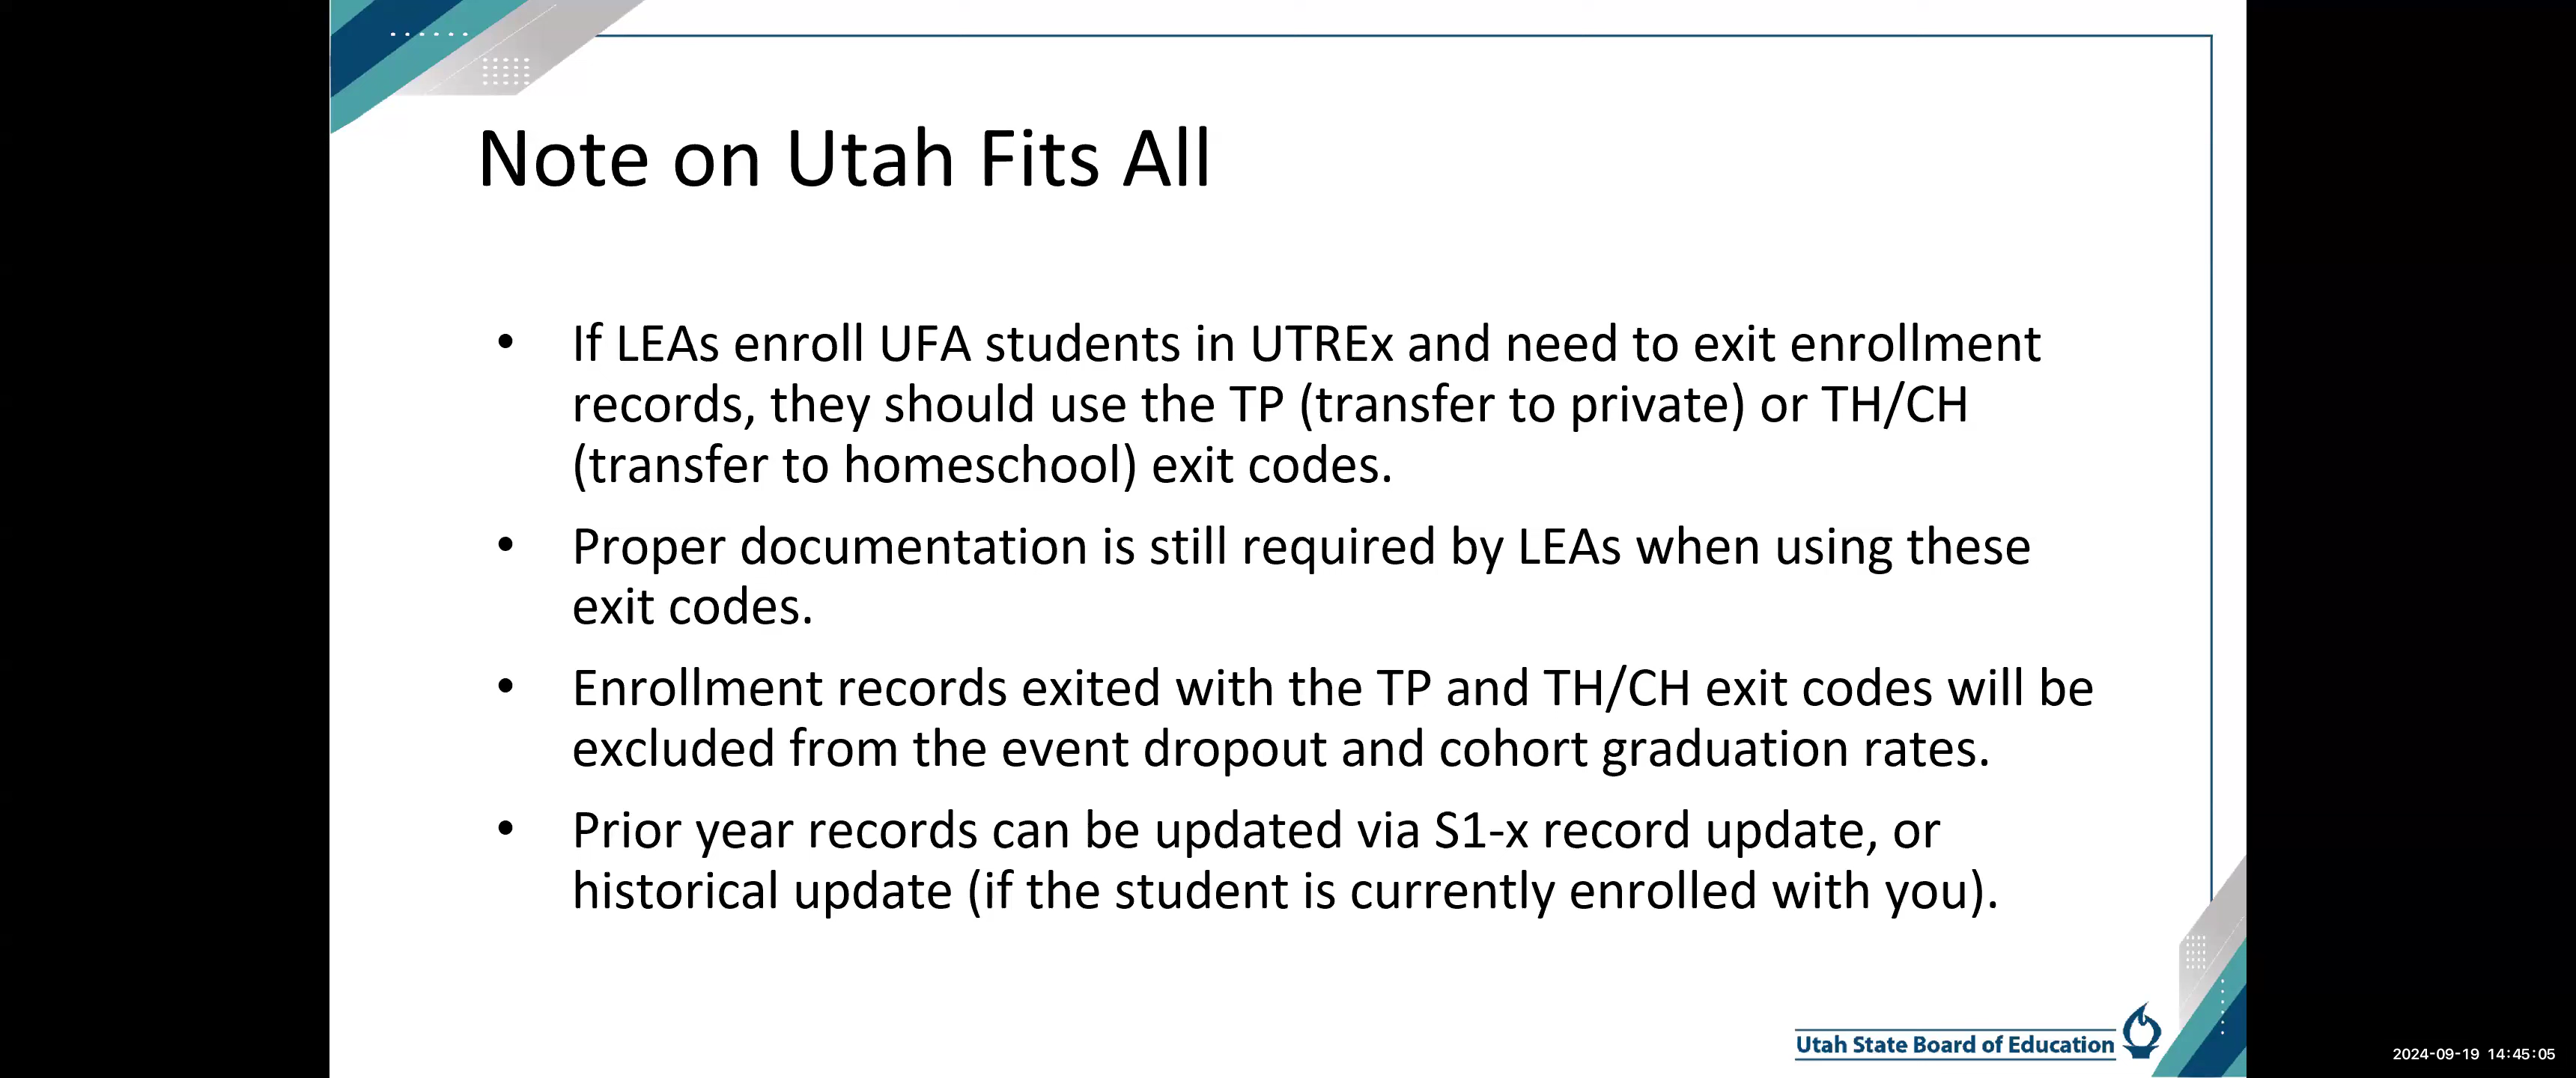 Note on Utah Fits All
• If LEAs enroll UFA students in UTREx and need to exit enrollment
records, they should use the TP (transfer to private) or TH/CH
(transfer to homeschool) exit codes.
• Proper documentation is still required by LEAs when using these
exit codes.
• Enrollment records exited with the TP and TH/CH exit codes will be
excluded from the event dropout and cohort graduation rates.
• Prior year records can be updated via S1-x record update, or
historical update (if the student is currently enrolled with you).
Utah State Board of Education
2024-09-19 14:45:05